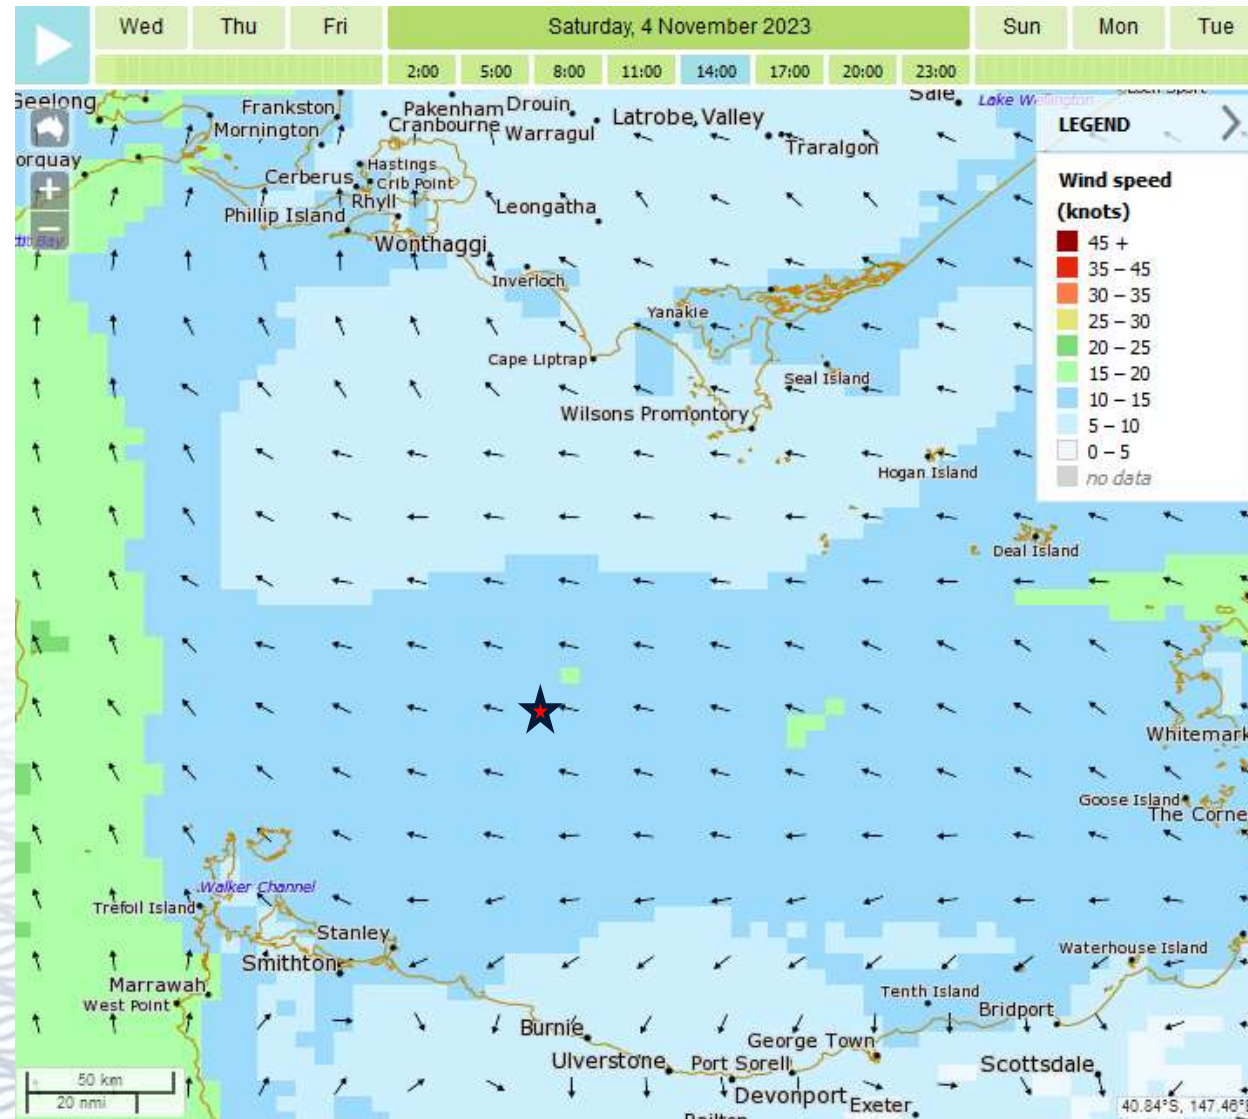 Wed Thu Fri Saturday, 4 November 2023 Sun Mon Tue
2:00 5:00 8:00 11:00 14:00 17:00 20:00 23:00
Geelong
Frankston
Pakenham
Drouin
Sale
Lake Wellington
Mornington
Cranbourne
Warragul
Latrobe Valley
LEGEND
orquay
Traralgon
Hastings
Cerberus
Crib Point
Rhyll
Phillip Island
Leongatha
Wind speed
(knots)
45 +
35 – 45
30 – 35
25 – 30
20 – 25
15 – 20
10 – 15
5 – 10
0 – 5
no data
+
−
Bay
Wonthaggi
Inverloch
Yanakie
Cape Liptrap
Seal Island
Wilsons Promontory
Hogan Island
Deal Island
Whitemark
Goose Island
The Corne
Walker Channel
Trefoil Island
Stanley
Smithton
Waterhouse Island
Marrawah
West Point
Tenth Island
Bridport
Burnie
George Town
Ulverstone
Port Sorell
Scottsdale
50 km
20 nmi
Devonport
Exeter
40.84°S, 147.46°